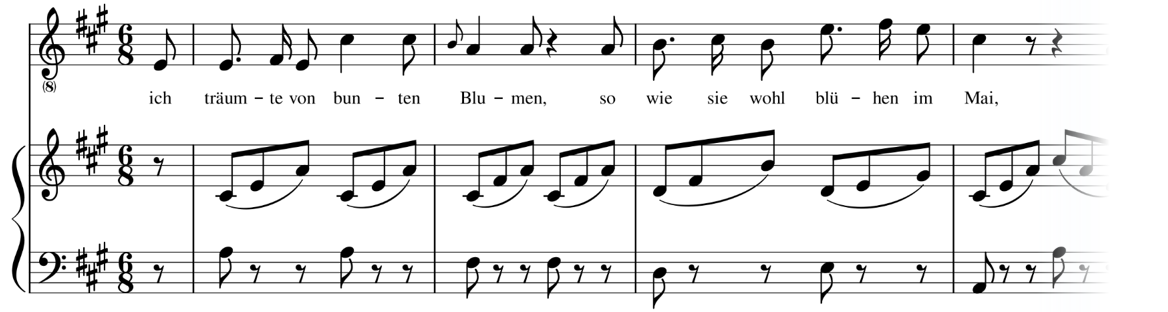 (8)
ich träum – te von bun – ten Blu – men, so wie sie wohl blü – hen im Mai,